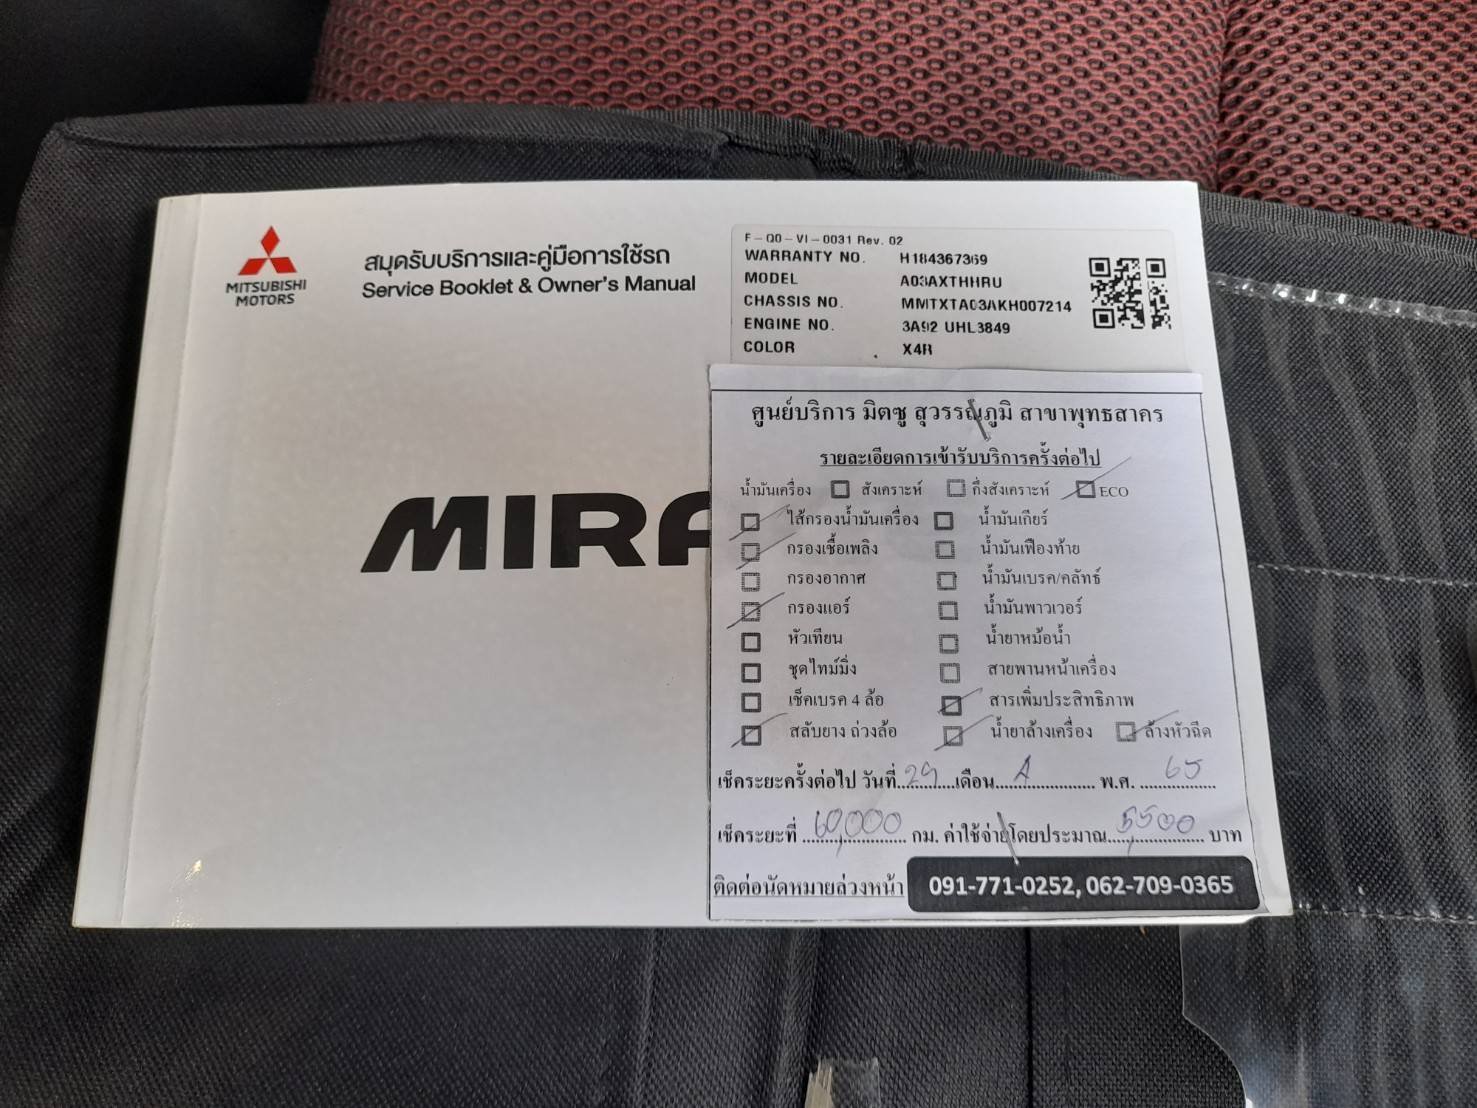 MITSUBISHI
MOTORS
สมุดรับบริการและคู่มือการใช้รถ
Service Booklet & Owner's Manual
F-QO-VI-0031 Rev. 02
WARRANTY NO. H184367369
MODEL A03AXTHHRU
CHASSIS NO. MMTXTA03AKH007214
ENGINE NO. 3A92 UHL3849
COLOR X4R
MIRA
ศูนย์บริการ มิตซู สุวรรณภูมิ สาขาพุทธสาคร
รายละเอียดการเข้ารับบริการครั้งต่อไป
น้ำมันเครื่อง สังเคราะห์ กึ่งสังเคราะห์ ECO
ไส้กรองน้ำมันเครื่อง น้ำมันเกียร์
กรองเชื้อเพลิง น้ำมันเฟืองท้าย
กรองอากาศ น้ำมันเบรค/คลัทธ์
กรองแอร์ น้ำมันพาวเวอร์
หัวเทียน น้ำยาหม้อน้ำ
ชุดไทม์มิ่ง สายพานหน้าเครื่อง
เช็คเบรค 4 ล้อ สารเพิ่มประสิทธิภาพ
สลับยาง ถ่วงล้อ น้ำยาล้างเครื่อง ล้างหัวฉีด
เช็คระยะครั้งต่อไป วันที่ 29 เดือน พ.ศ. 65
เช็คระยะที่ 60,000 กม. ค่าใช้จ่ายโดยประมาณ 5,500 บาท
ติดต่อนัดหมายล่วงหน้า 091-771-0252, 062-709-0365